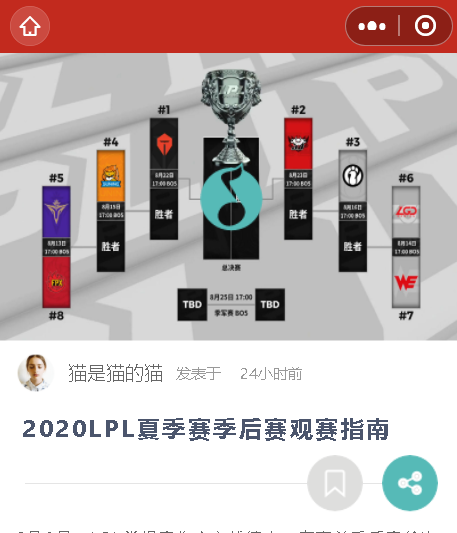 LPL
#1
#2
#4
#3
#5
#6
SUNING
8月22日
17:00 BO5
8月23日
17:00 BO5
iG
LGD
8月15日
17:00 BO5
胜者
胜者
8月16日
17:00 BO5
8月13日
17:00 BO5
胜者
胜者
8月14日
17:00 BO5
FPX
WE
总决赛
#8
#7
TBD
8月25日 17:00
季军赛 BO5
TBD
猫是猫的猫
发表于 24小时前
2020LPL夏季赛季后赛观赛指南